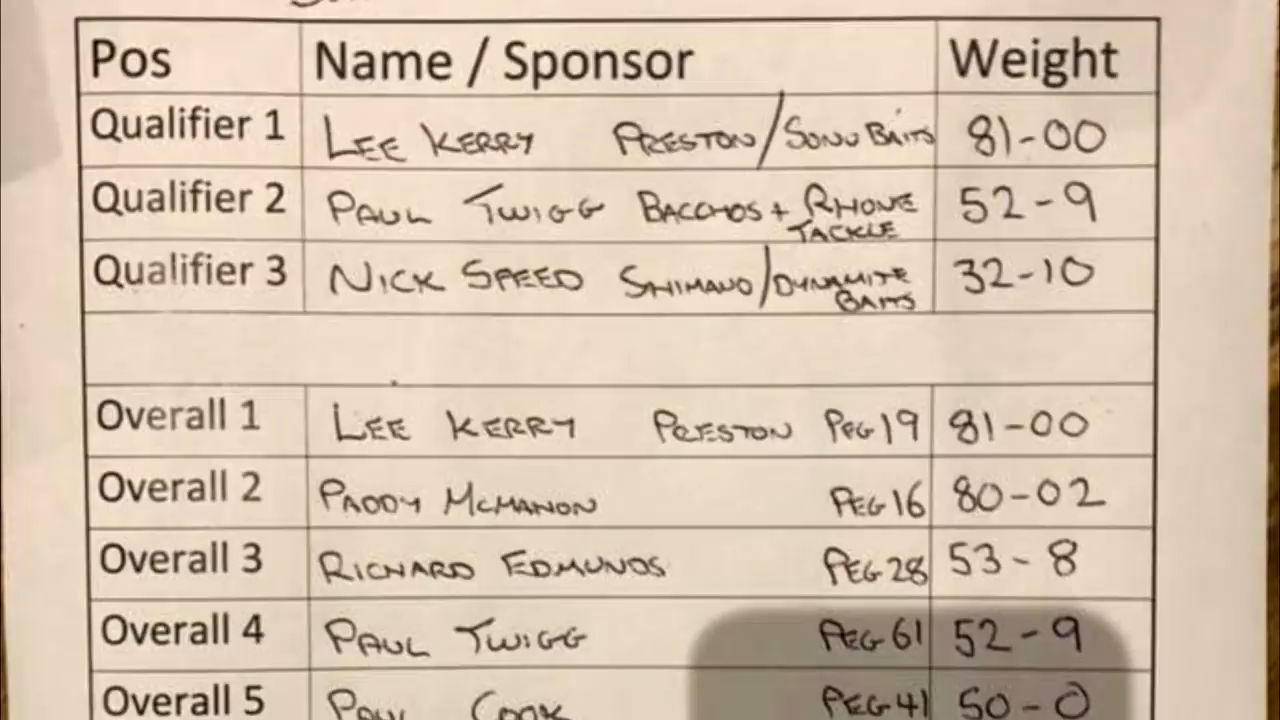 Pos Name / Sponsor Weight
Qualifier 1 LEE KERRY PRESTON/SONUBAITS 81-00
Qualifier 2 PAUL TWIGG BACCHOS + RHONE 52-9
TACKLE
Qualifier 3 NICK SPEED SHIMANO/DYNAMITE 32-10
BAITS
Overall 1 LEE KERRY PRESTON PEG 19 81-00
Overall 2 PADDY MCMAHON PEG 16 80-02
Overall 3 RICHARD EDMUNDS PEG 28 53-8
Overall 4 PAUL TWIGG PEG 61 52-9
Overall 5 PAUL COOK PEG 41 50-0